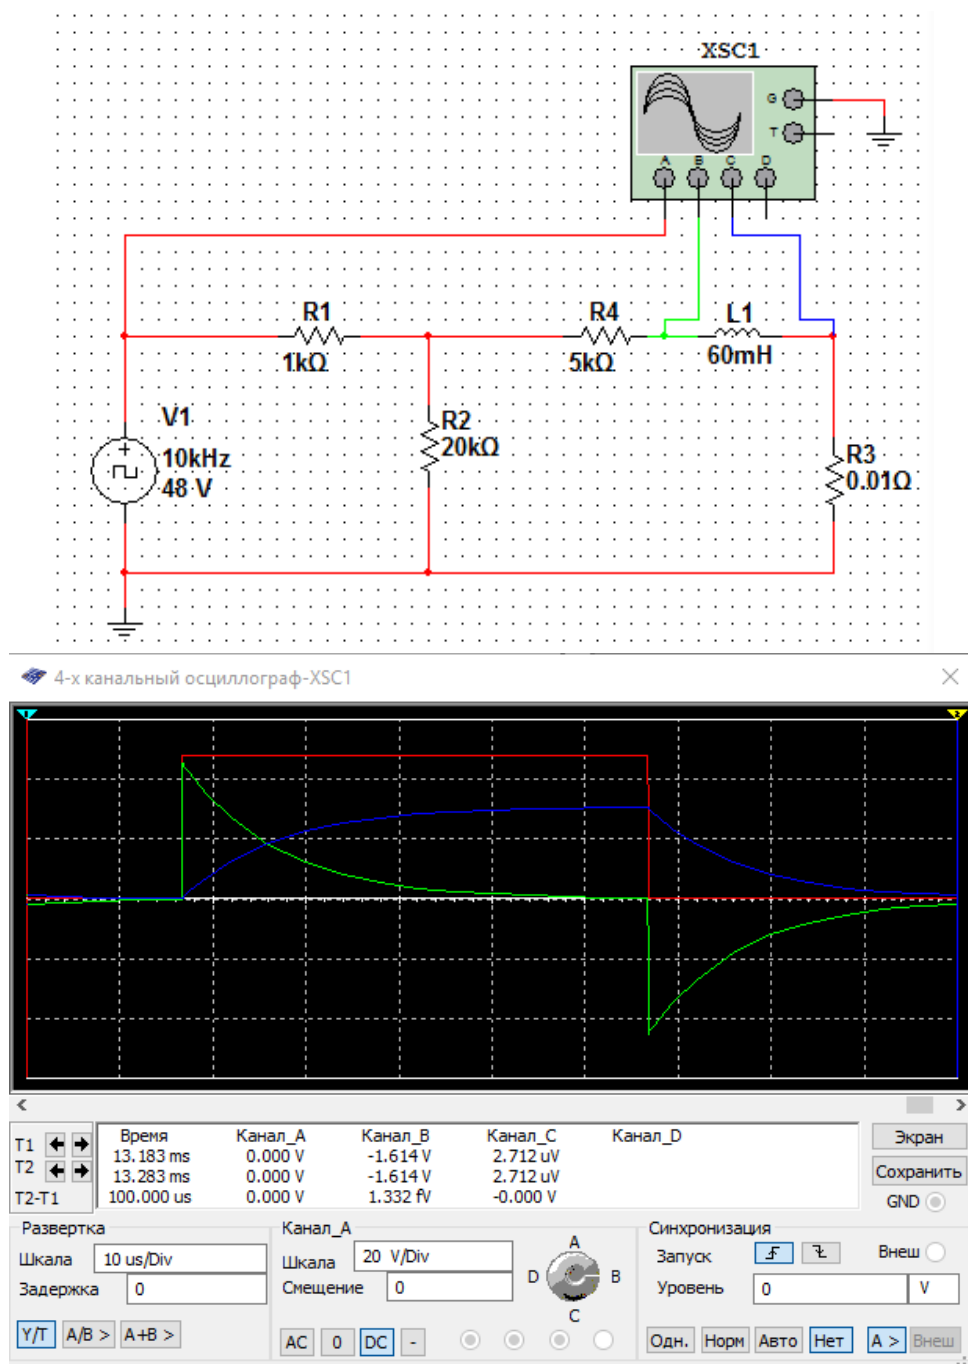 XSC1
G
T
A B C D
R1
1kΩ
R4
5kΩ
L1
60mH
V1
10kHz
48 V
R2
20kΩ
R3
0.01Ω
4-х канальный осциллограф-XSC1
1 2
T1
T2
T2-T1
Время Канал_A Канал_B Канал_C Канал_D
13.183 ms 0.000 V -1.614 V 2.712 uV
13.283 ms 0.000 V -1.614 V 2.712 uV
100.000 us 0.000 V 1.332 fV -0.000 V
Экран
Сохранить
GND
Развертка
Шкала 10 us/Div
Задержка 0
Y/T A/B > A+B >
Канал_A
Шкала 20 V/Div
Смещение 0
AC 0 DC -
A
D B
C
Синхронизация
Запуск Внеш
Уровень 0 V
Одн. Норм Авто Нет A > Внеш